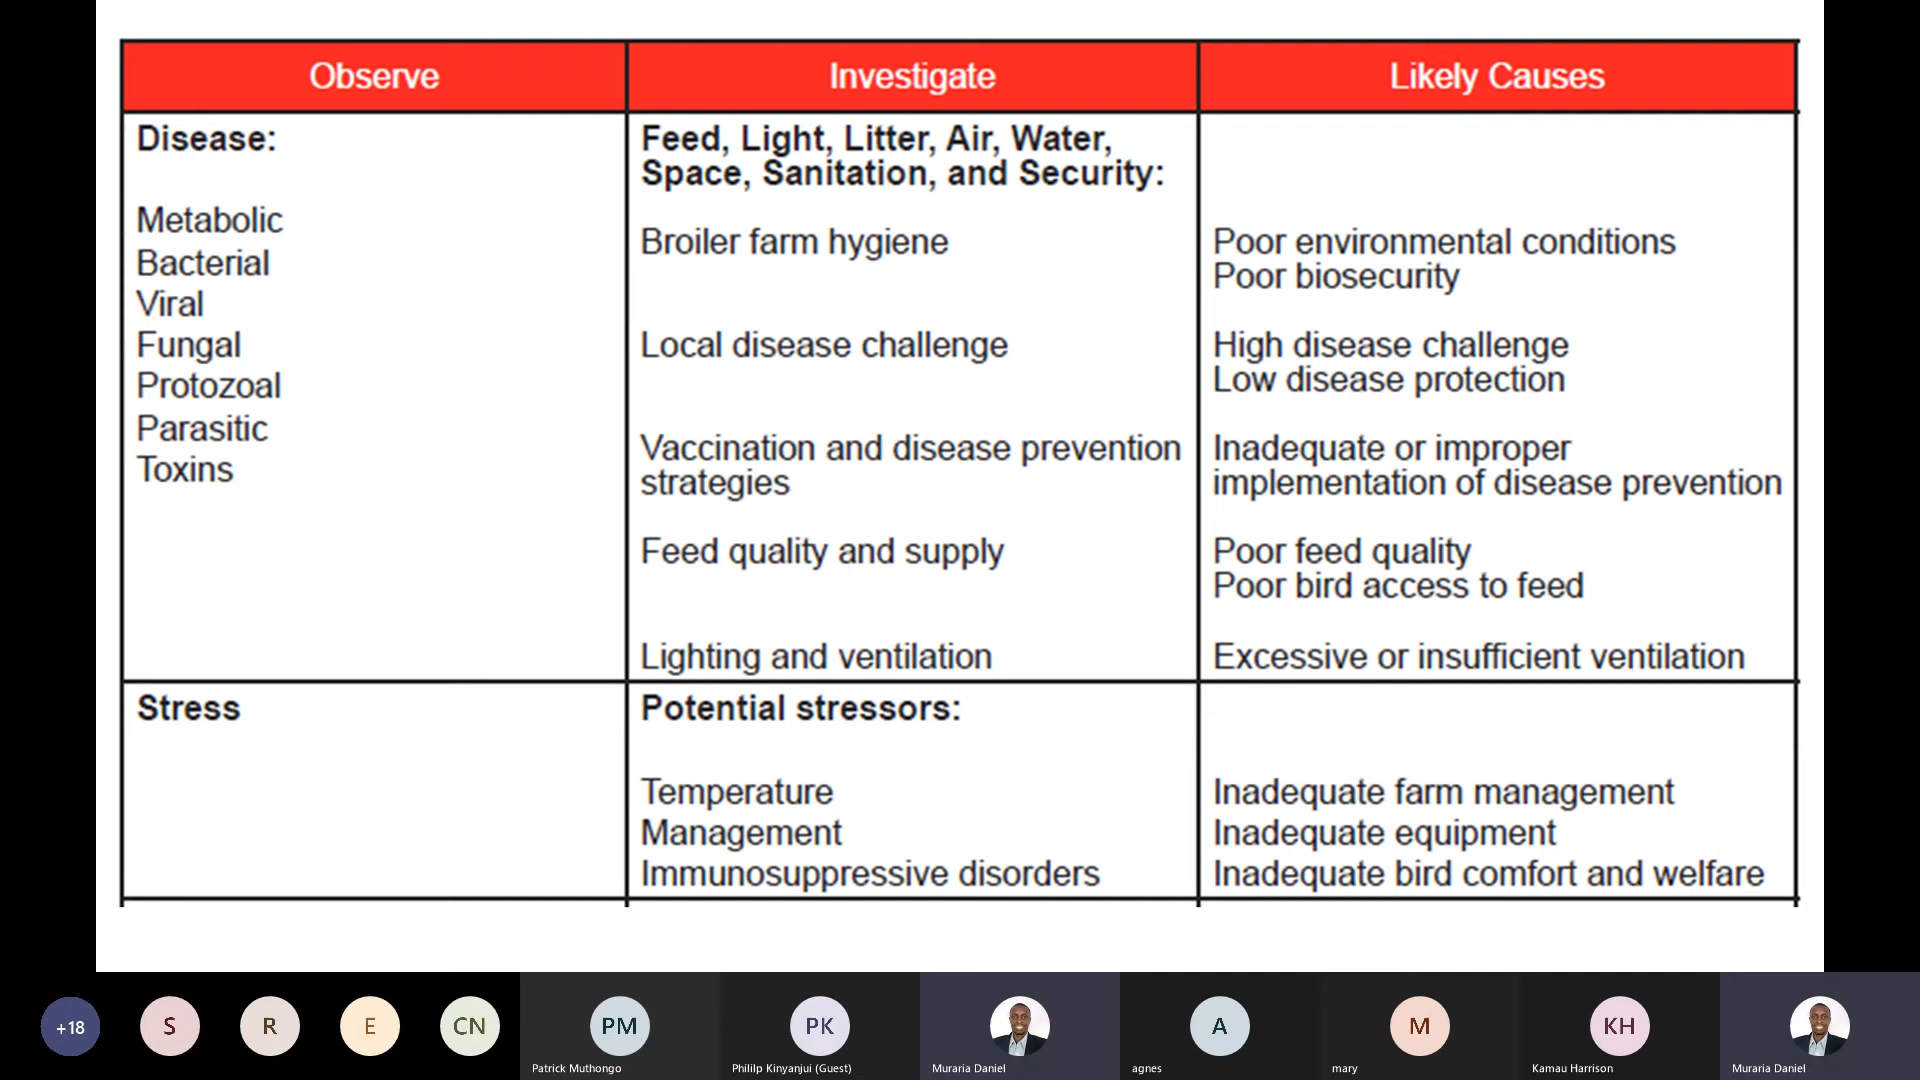 Observe
Investigate
Likely Causes
Disease:
Metabolic
Bacterial
Viral
Fungal
Protozoal
Parasitic
Toxins
Feed, Light, Litter, Air, Water,
Space, Sanitation, and Security:
Broiler farm hygiene
Local disease challenge
Vaccination and disease prevention
strategies
Feed quality and supply
Lighting and ventilation
Poor environmental conditions
Poor biosecurity
High disease challenge
Low disease protection
Inadequate or improper
implementation of disease prevention
Poor feed quality
Poor bird access to feed
Excessive or insufficient ventilation
Stress
Potential stressors:
Temperature
Management
Immunosuppressive disorders
Inadequate farm management
Inadequate equipment
Inadequate bird comfort and welfare
+18
S
R
E
CN
PM
Patrick Muthongo
PK
Phililp Kinyanjui (Guest)
Muraria Daniel
A
agnes
M
mary
KH
Kamau Harrison
Muraria Daniel